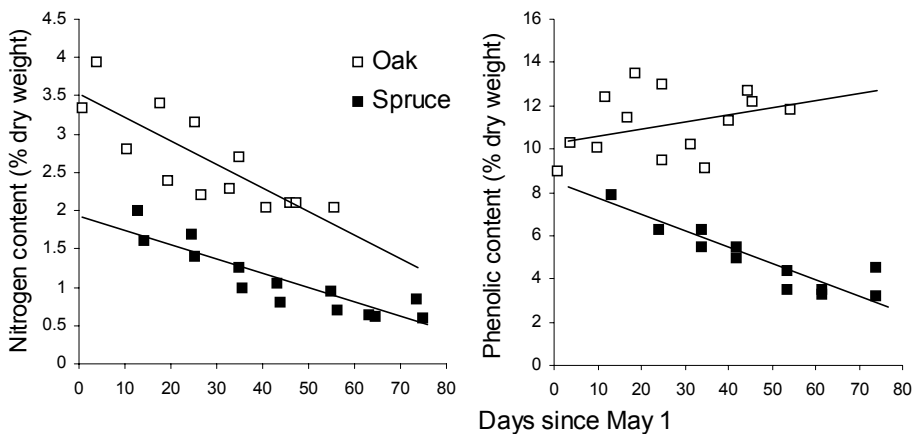 Nitrogen content (% dry weight)
4.5
4
3.5
3
2.5
2
1.5
1
0.5
0
0 10 20 30 40 50 60 70 80
Oak
Spruce
Phenolic content (% dry weight)
16
14
12
10
8
6
4
2
0
0 10 20 30 40 50 60 70 80
Days since May 1